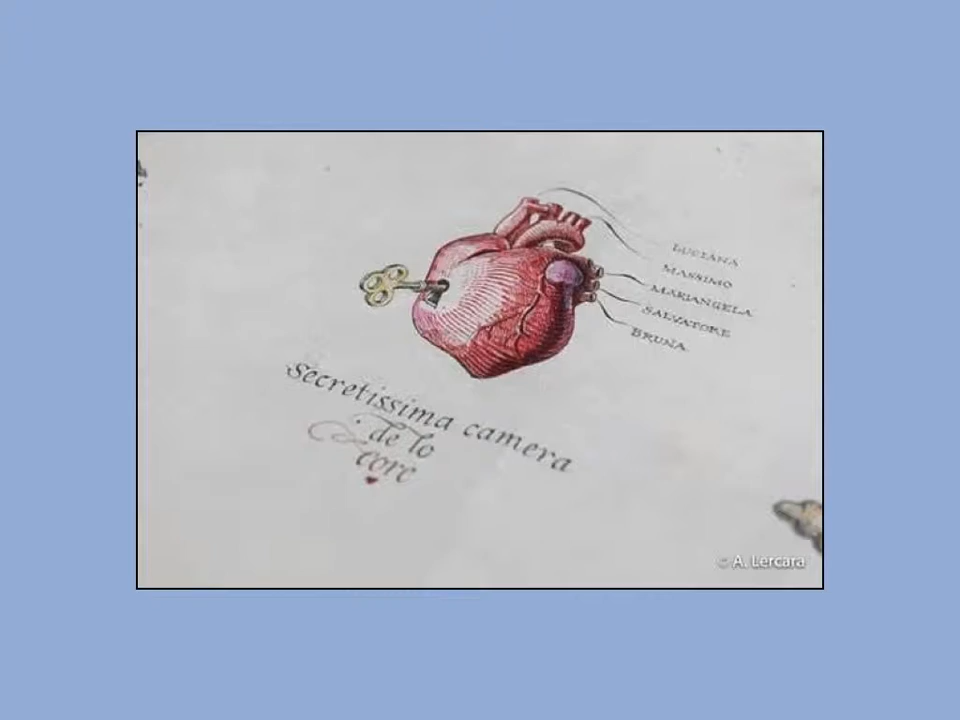 LUCIANA
MASSIMO
MARIANGELA
SALVATORE
BRUNA
Secretissima camera
de lo
core
© A. Lercara